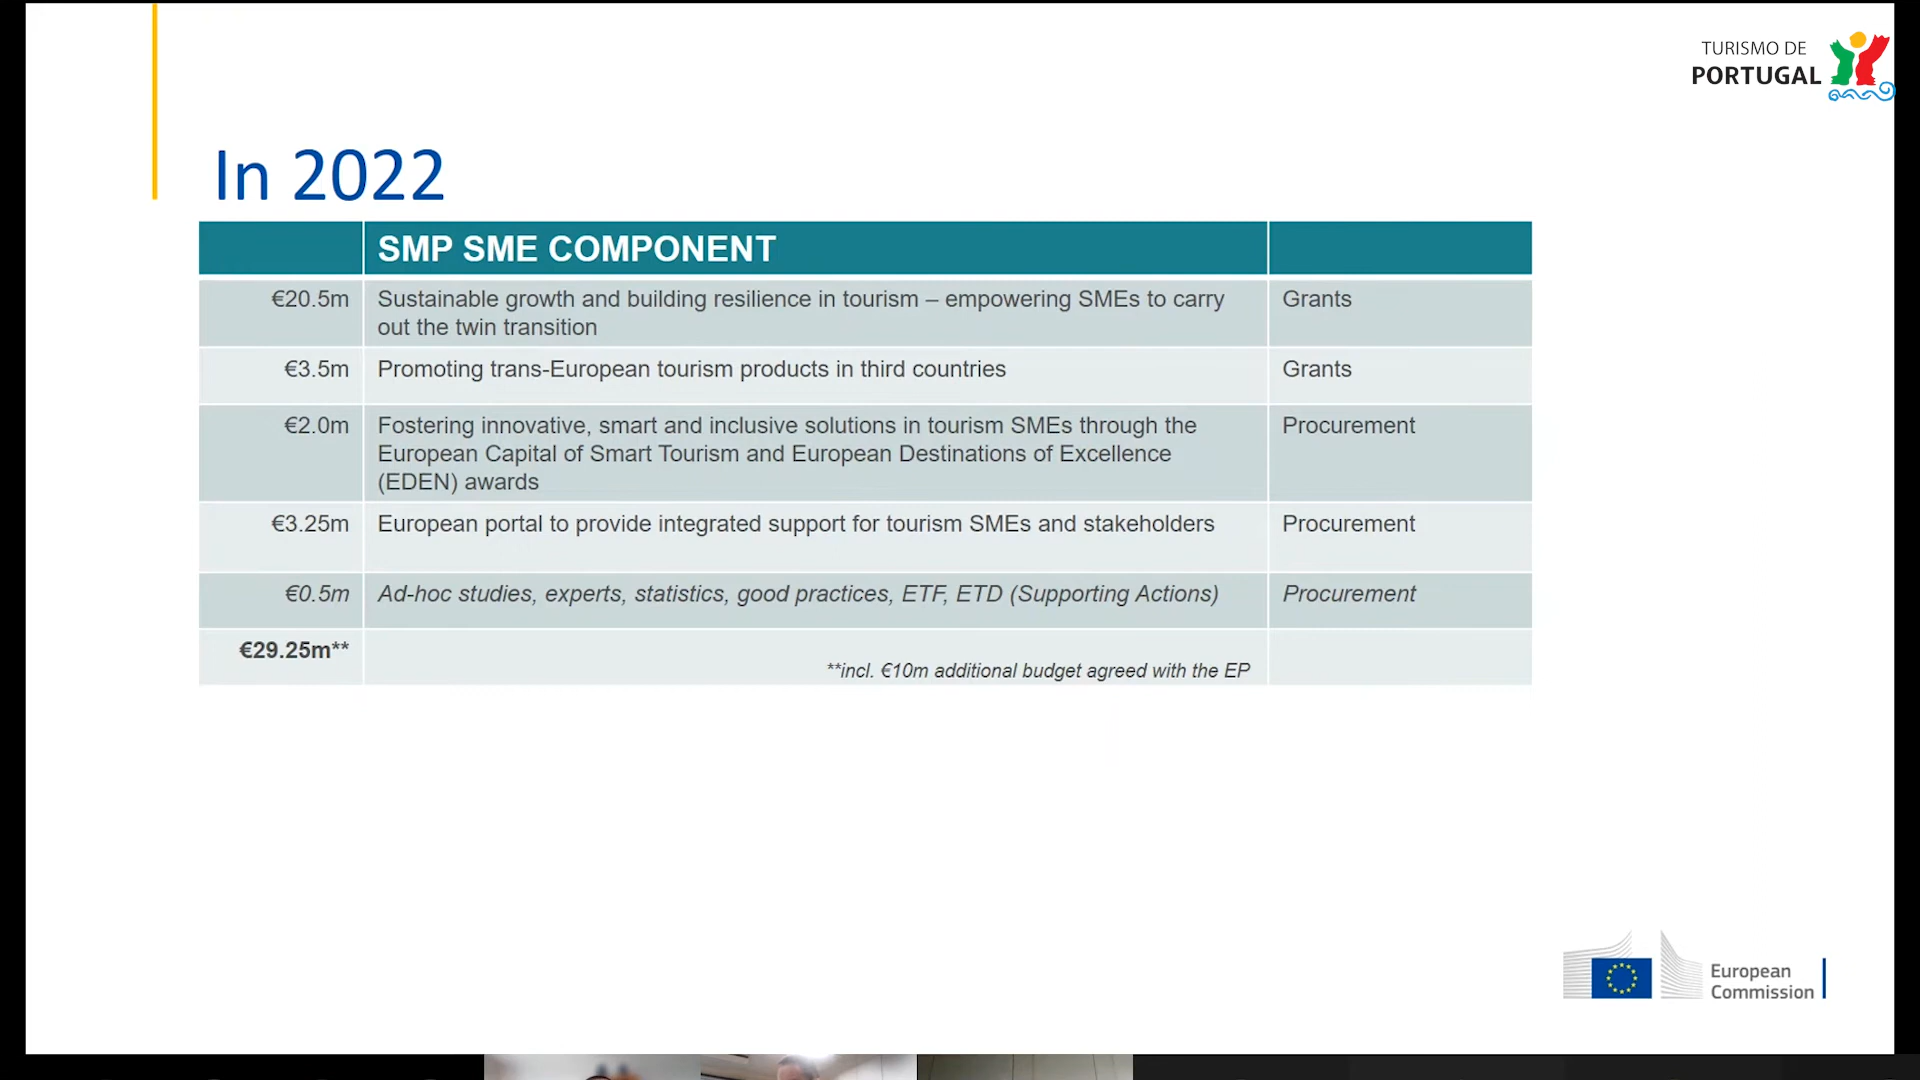 TURISMO DE
PORTUGAL
In 2022
SMP SME COMPONENT
€20.5m
Sustainable growth and building resilience in tourism – empowering SMEs to carry
out the twin transition
Grants
€3.5m
Promoting trans-European tourism products in third countries
Grants
€2.0m
Fostering innovative, smart and inclusive solutions in tourism SMEs through the
European Capital of Smart Tourism and European Destinations of Excellence
(EDEN) awards
Procurement
€3.25m
European portal to provide integrated support for tourism SMEs and stakeholders
Procurement
€0.5m
Ad-hoc studies, experts, statistics, good practices, ETF, ETD (Supporting Actions)
Procurement
€29.25m**
**incl. €10m additional budget agreed with the EP
European
Commission